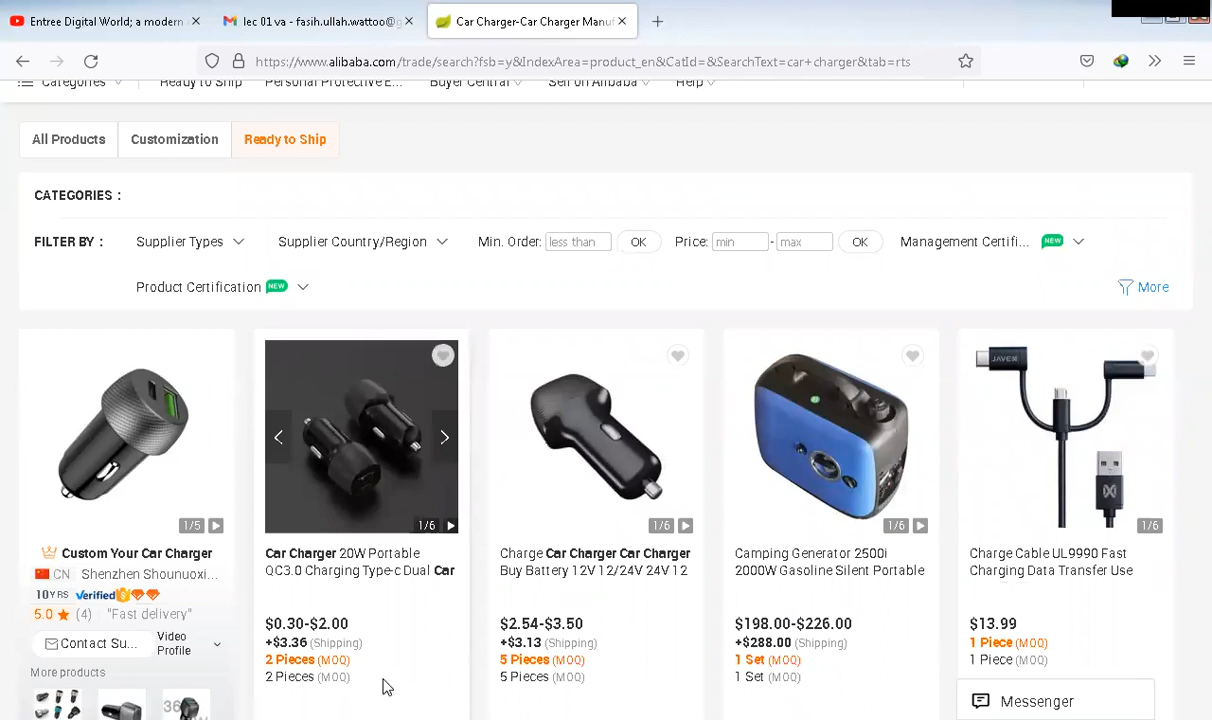 Entree Digital World; a modern
lec 01 va - fasih.ullah.wattoo@g
Car Charger-Car Charger Manuf
https://www.alibaba.com/trade/search?fsb=y&IndexArea=product_en&CatId=&SearchText=car+charger&tab=rts
Categories
Ready to Ship
Personal Protective E...
Buyer Central
Sell on Alibaba
Help
All Products
Customization
Ready to Ship
CATEGORIES :
FILTER BY :
Supplier Types
Supplier Country/Region
Min. Order: less than OK
Price: min - max OK
Management Certifi... NEW
Product Certification NEW
More
1/5
Custom Your Car Charger
CN Shenzhen Shounuoxi...
10 YRS Verified
5.0 (4) "Fast delivery"
Contact Su...
Video
Profile
More products
1/6
Car Charger 20W Portable
QC3.0 Charging Type-c Dual Car
$0.30-$2.00
+$3.36 (Shipping)
2 Pieces (MOQ)
2 Pieces (MOQ)
1/6
Charge Car Charger Car Charger
Buy Battery 12V 12/24V 24V 12
$2.54-$3.50
+$3.13 (Shipping)
5 Pieces (MOQ)
5 Pieces (MOQ)
1/6
Camping Generator 2500i
2000W Gasoline Silent Portable
$198.00-$226.00
+$288.00 (Shipping)
1 Set (MOQ)
1 Set (MOQ)
JAVEX
1/6
Charge Cable UL9990 Fast
Charging Data Transfer Use
$13.99
1 Piece (MOQ)
1 Piece (MOQ)
Messenger